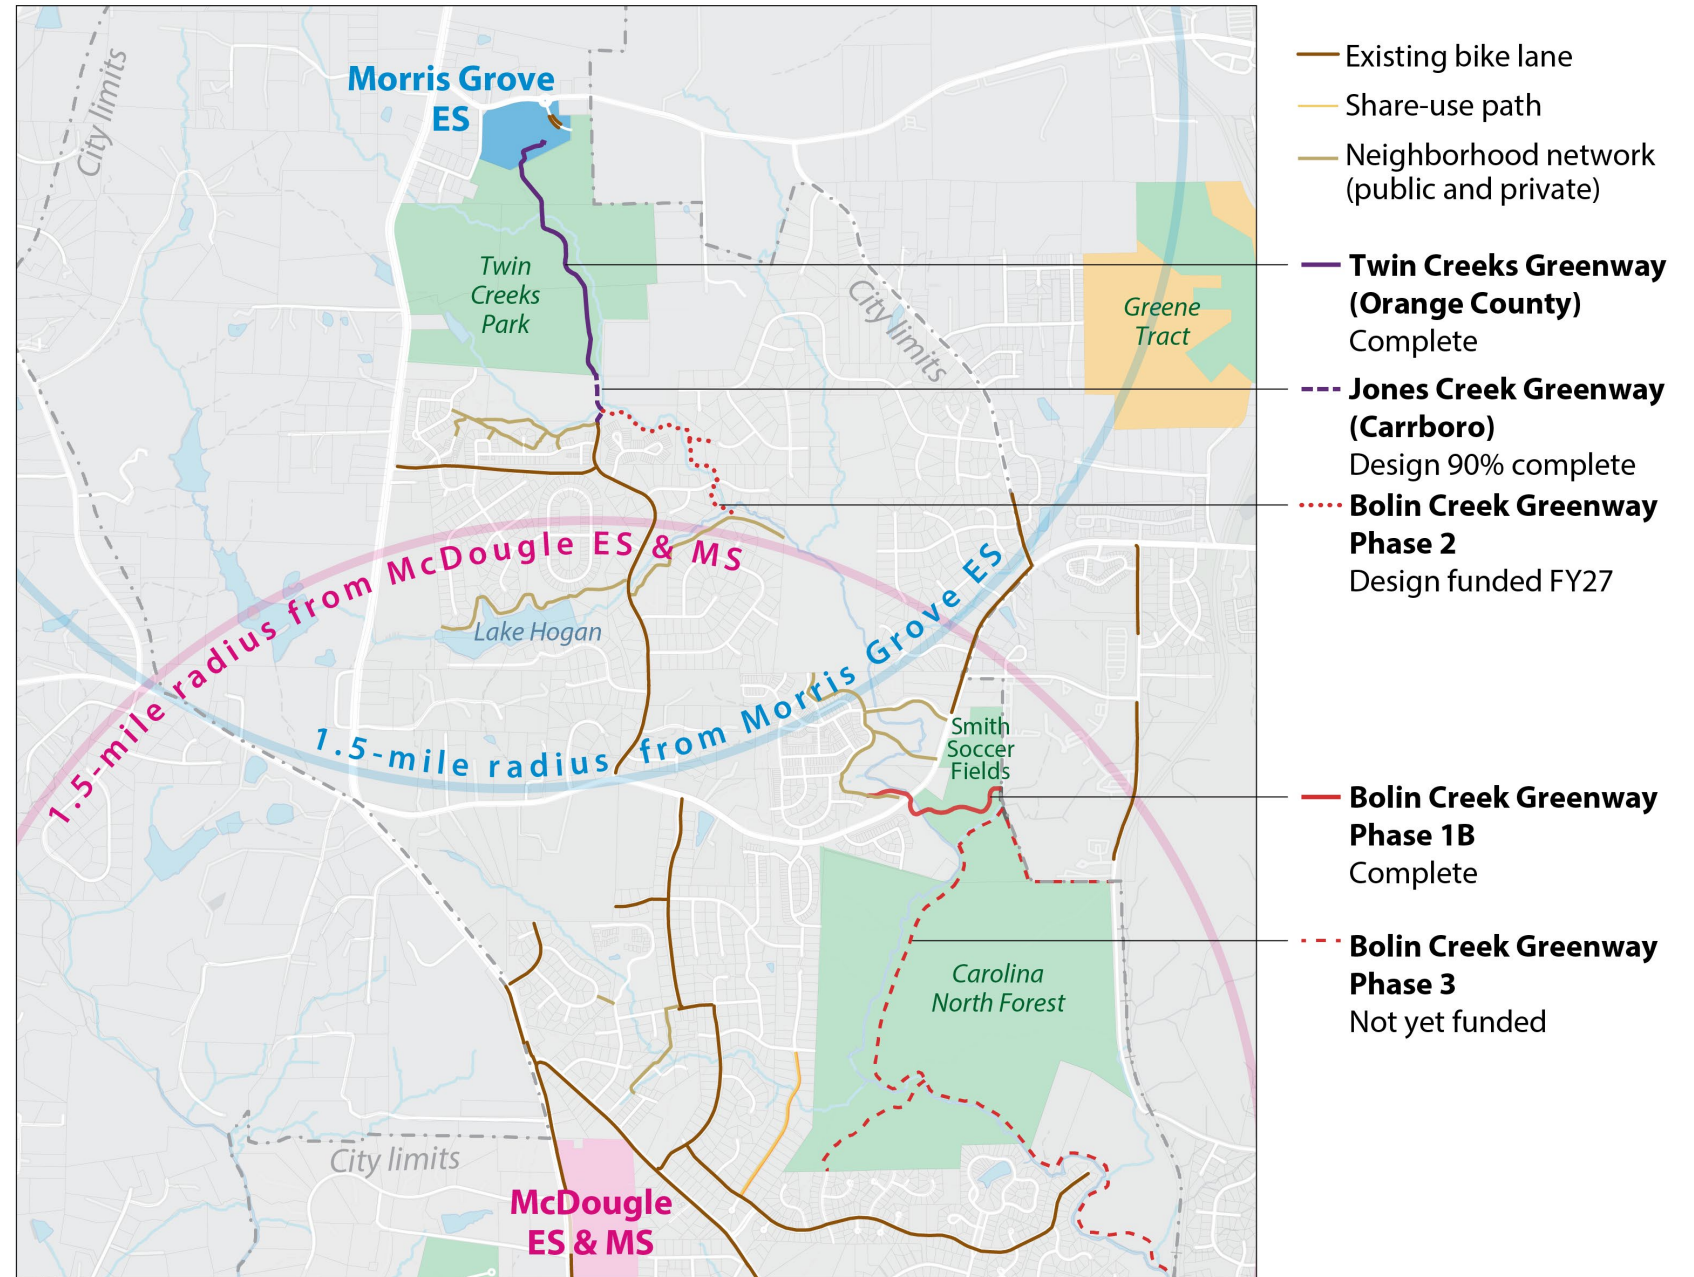 Morris Grove
ES
City limits
Twin
Creeks
Park
City limits
Greene
Tract
1.5-mile radius from McDougle ES & MS
Lake Hogan
1.5-mile radius from Morris Grove ES
Smith
Soccer
Fields
Carolina
North Forest
City limits
McDougle
ES & MS
Existing bike lane
Share-use path
Neighborhood network
(public and private)
Twin Creeks Greenway
(Orange County)
Complete
Jones Creek Greenway
(Carrboro)
Design 90% complete
Bolin Creek Greenway
Phase 2
Design funded FY27
Bolin Creek Greenway
Phase 1B
Complete
Bolin Creek Greenway
Phase 3
Not yet funded